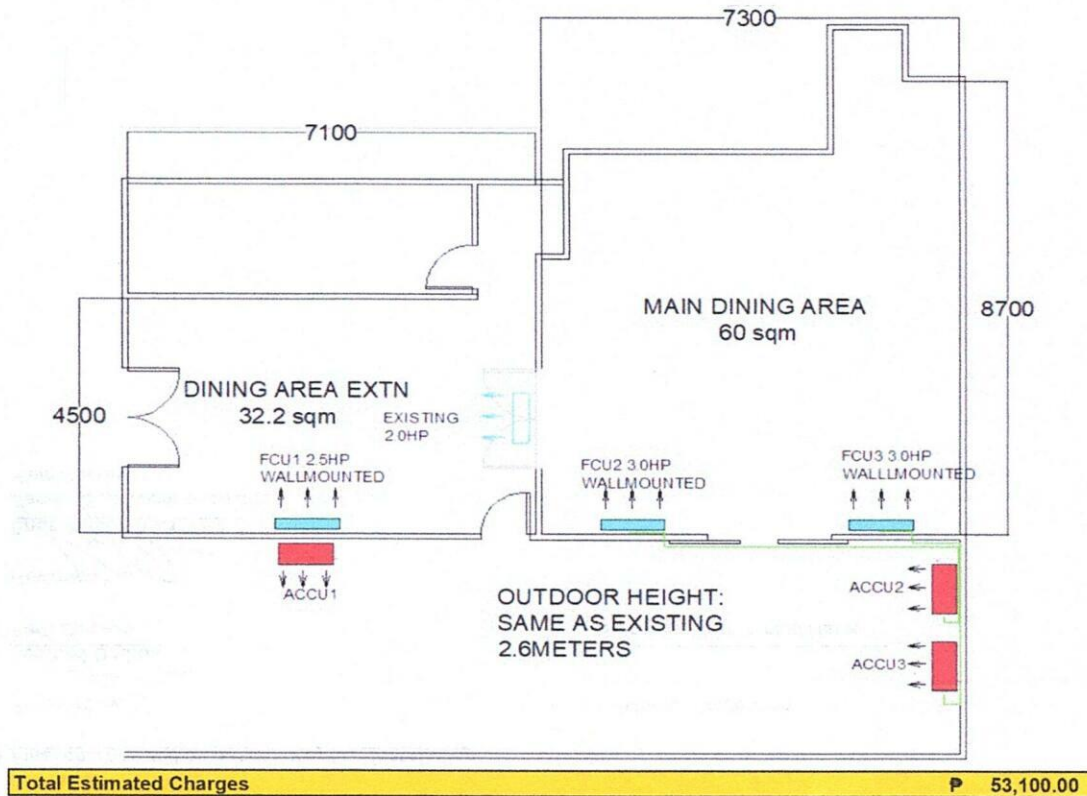 7300
7100
MAIN DINING AREA
60 sqm
8700
DINING AREA EXTN
32.2 sqm
4500
EXISTING
2.0HP
FCU1 2.5HP
WALLMOUNTED
FCU2 3.0HP
WALLMOUNTED
FCU3 3.0HP
WALLLMOUNTED
ACCU1
ACCU2
OUTDOOR HEIGHT:
SAME AS EXISTING
2.6METERS
ACCU3
Total Estimated Charges ₱ 53,100.00